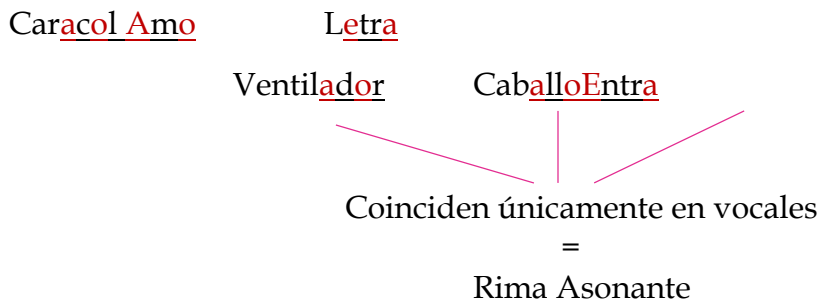 Caracol Amo Letra
Ventilador CaballoEntra
Coinciden únicamente en vocales
=
Rima Asonante